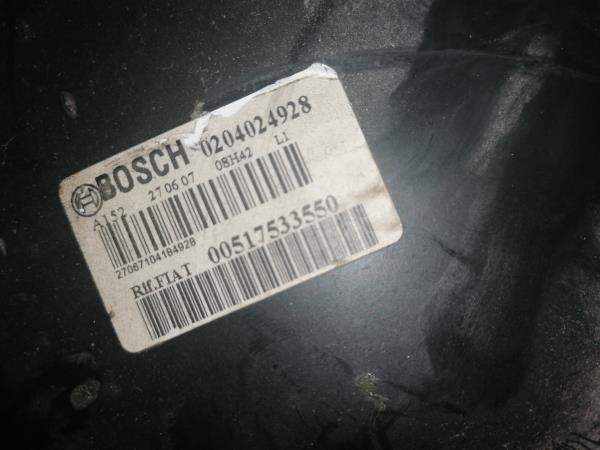 BOSCH 0204024928
A152 27.06.07 08H42 L1
27067104184928
Rif.FIAT 00517533550